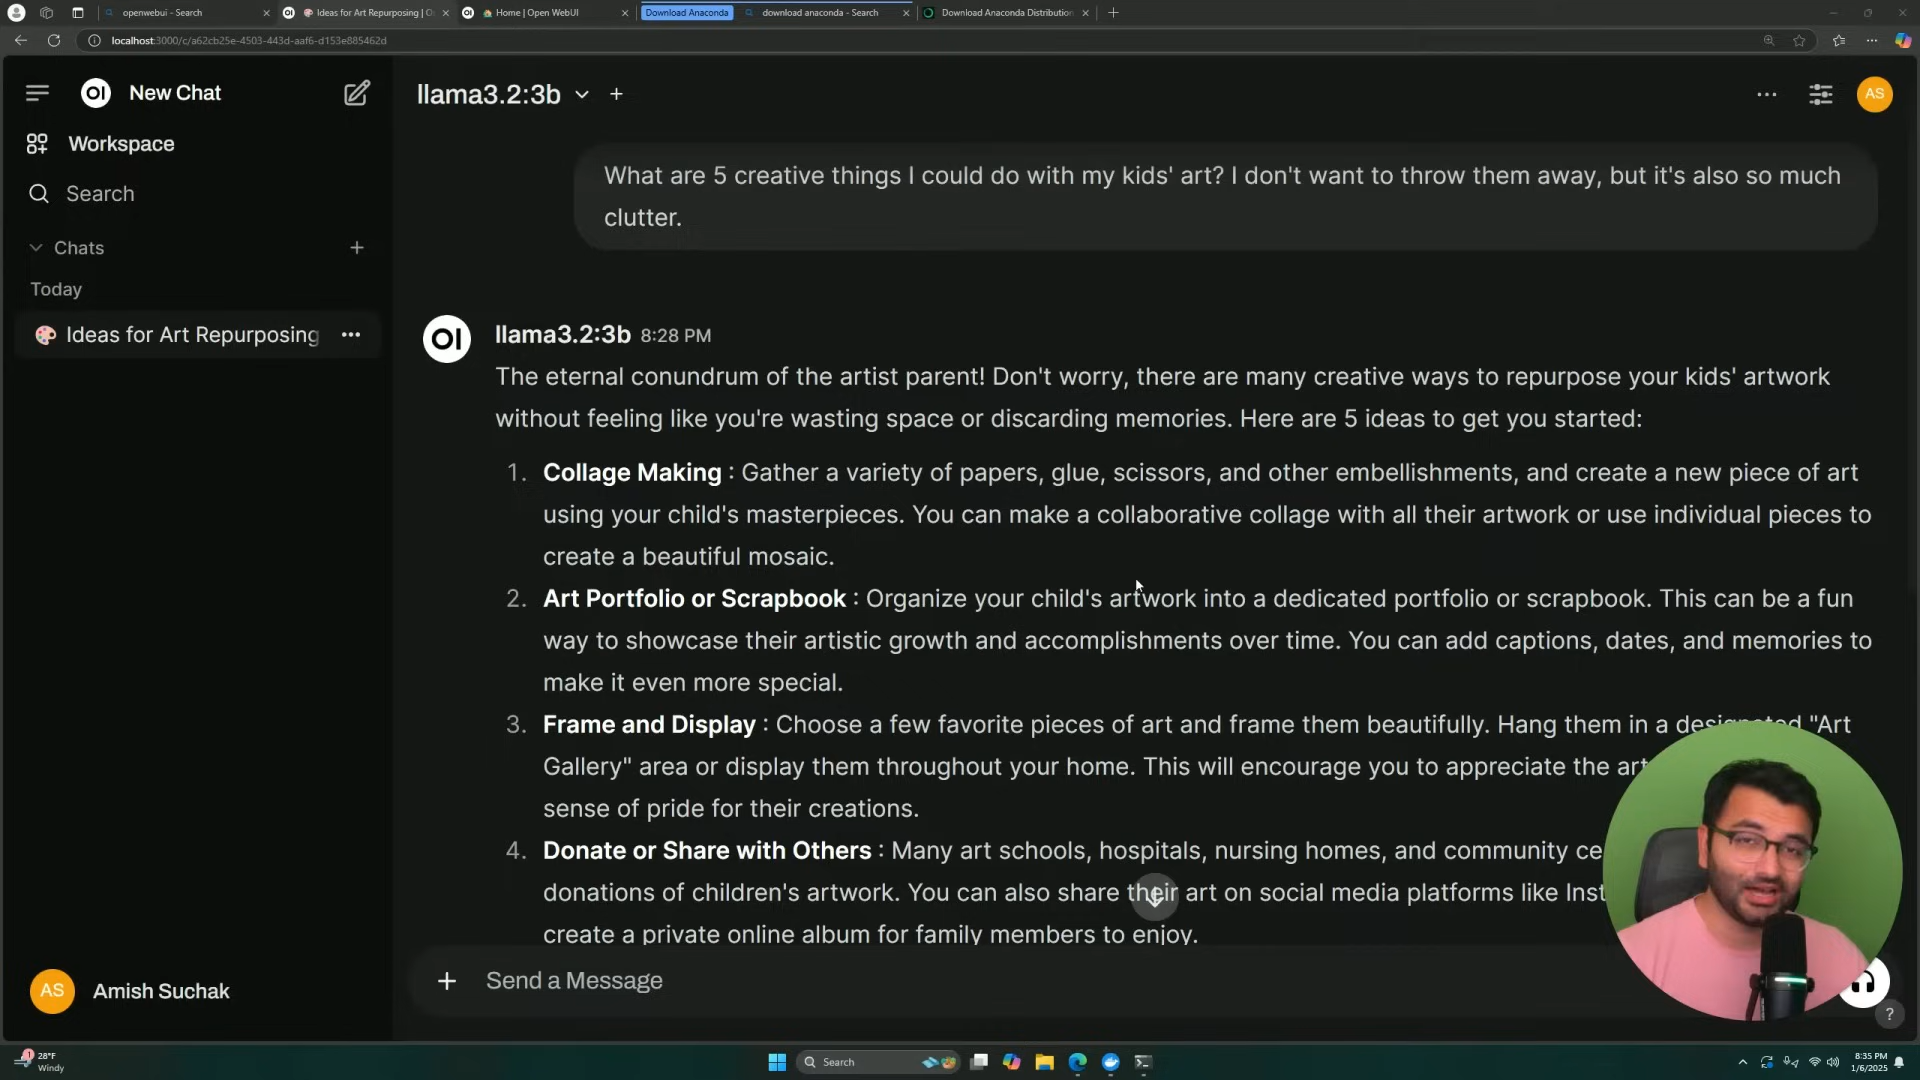 openwebui - Search
Ideas for Art Repurposing | O
Home | Open WebUI
Download Anaconda
download anaconda - Search
Download Anaconda Distribution
localhost:3000/c/a62cb25e-4503-443d-aaf6-d153e885462d
OI
New Chat
Workspace
Search
Chats
Today
Ideas for Art Repurposing
llama3.2:3b
AS
What are 5 creative things I could do with my kids' art? I don't want to throw them away, but it's also so much
clutter.
OI
llama3.2:3b 8:28 PM
The eternal conundrum of the artist parent! Don't worry, there are many creative ways to repurpose your kids' artwork
without feeling like you're wasting space or discarding memories. Here are 5 ideas to get you started:
1. Collage Making : Gather a variety of papers, glue, scissors, and other embellishments, and create a new piece of art
using your child's masterpieces. You can make a collaborative collage with all their artwork or use individual pieces to
create a beautiful mosaic.
2. Art Portfolio or Scrapbook : Organize your child's artwork into a dedicated portfolio or scrapbook. This can be a fun
way to showcase their artistic growth and accomplishments over time. You can add captions, dates, and memories to
make it even more special.
3. Frame and Display : Choose a few favorite pieces of art and frame them beautifully. Hang them in a designated "Art
Gallery" area or display them throughout your home. This will encourage you to appreciate the art
sense of pride for their creations.
4. Donate or Share with Others : Many art schools, hospitals, nursing homes, and community ce
donations of children's artwork. You can also share their art on social media platforms like Inst
create a private online album for family members to enjoy.
Send a Message
?
AS
Amish Suchak
1
28°F
Windy
Search
8:35 PM
1/6/2025